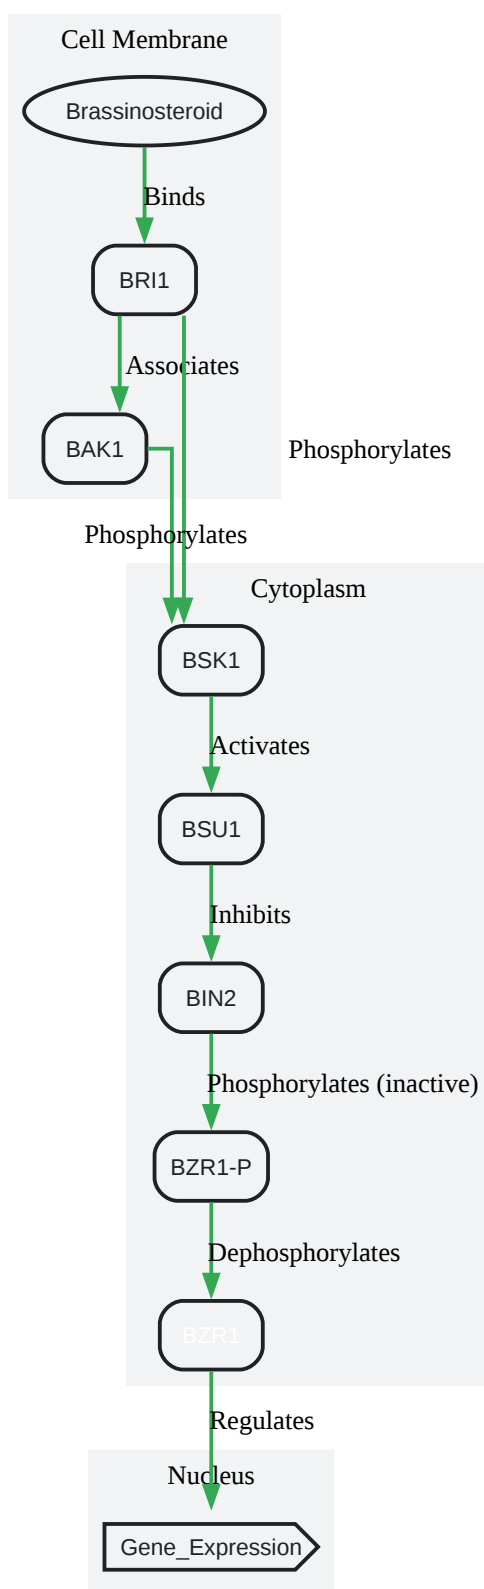 Cell Membrane
Brassinosteroid
Binds
BRI1
Associates
BAK1
Phosphorylates
Phosphorylates
Cytoplasm
BSK1
Activates
BSU1
Inhibits
BIN2
Phosphorylates (inactive)
BZR1-P
Dephosphorylates
BZR1
Regulates
Nucleus
Gene_Expression